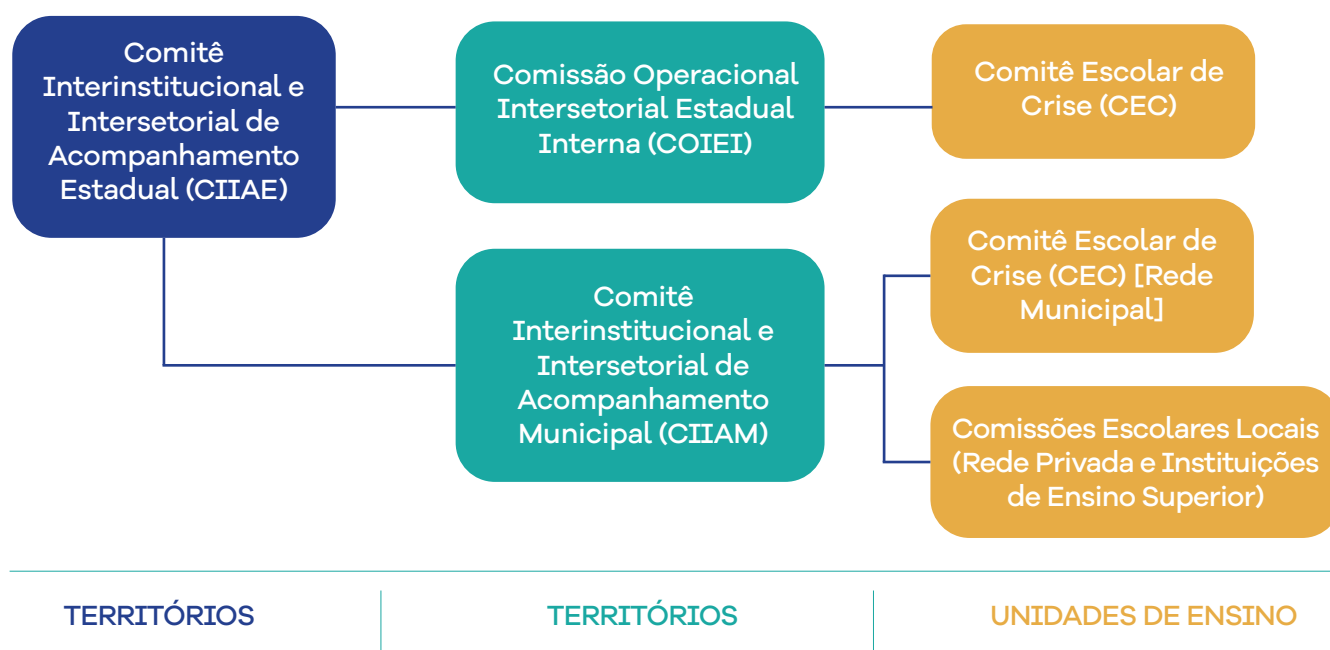 Comitê
Interinstitucional e
Intersetorial de
Acompanhamento
Estadual (CIIAE)
Comissão Operacional
Intersetorial Estadual
Interna (COIEI)
Comitê Escolar de
Crise (CEC)
Comitê
Interinstitucional e
Intersetorial de
Acompanhamento
Municipal (CIIAM)
Comitê Escolar de
Crise (CEC) [Rede
Municipal]
Comissões Escolares Locais
(Rede Privada e Instituições
de Ensino Superior)
TERRITÓRIOS
TERRITÓRIOS
UNIDADES DE ENSINO